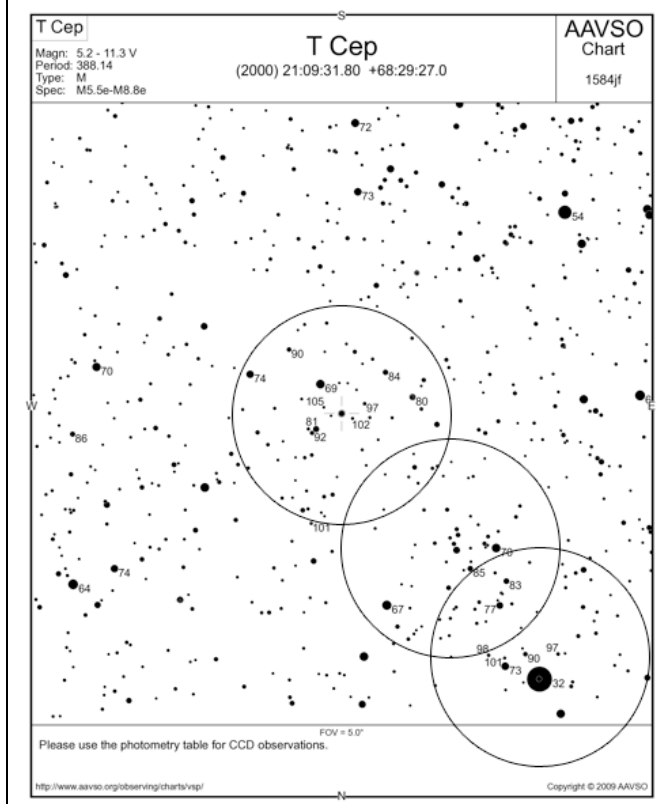 S
T Cep
Magn: 5.2 - 11.3 V
Period: 388.14
Type: M
Spec: M5.5e-M8.8e
T Cep
(2000) 21:09:31.80 +68:29:27.0
AAVSO
Chart
1584jf
72
73
54
90
74
84
70
69
80
105
97
W
E
81
102
92
86
101
70
85
74
83
64
67
77
98
97
101
90
73
32
FOV = 5.0°
Please use the photometry table for CCD observations.
http://www.aavso.org/observing/charts/vsp/
Copyright © 2009 AAVSO
N